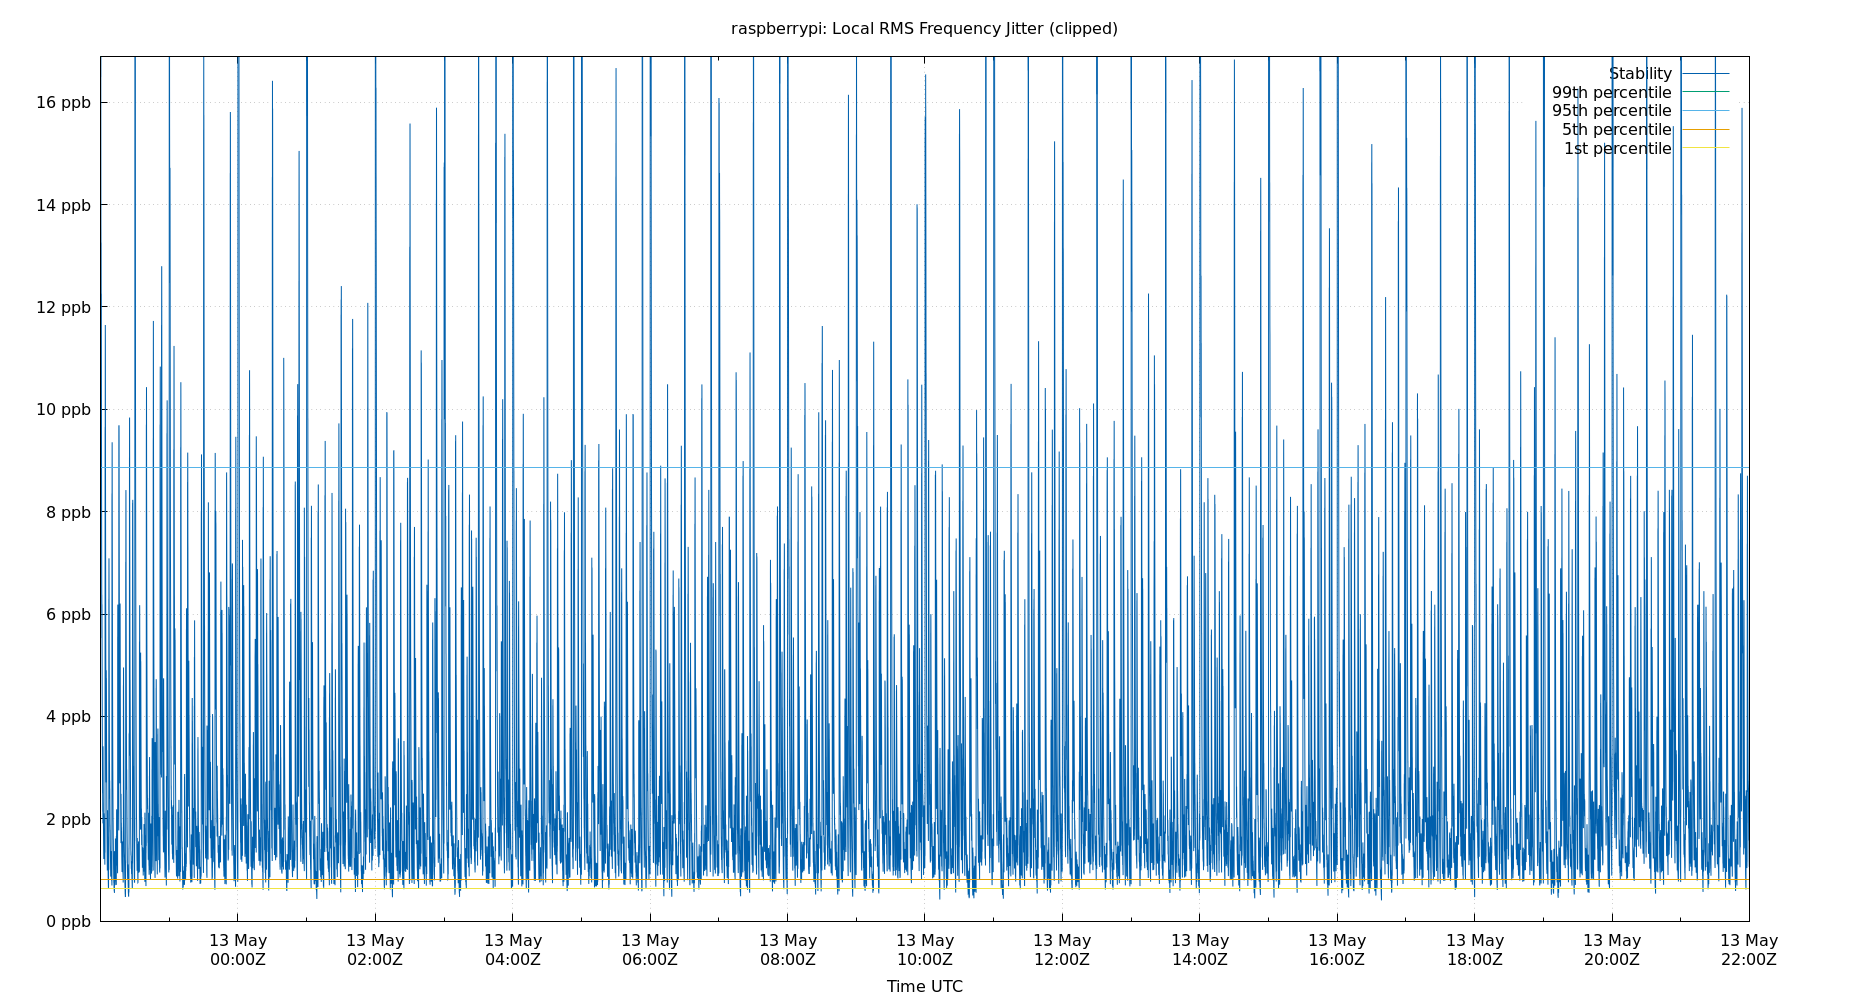 raspberrypi: Local RMS Frequency Jitter (clipped)
Stability
99th percentile
95th percentile
5th percentile
1st percentile
16 ppb
14 ppb
12 ppb
10 ppb
8 ppb
6 ppb
4 ppb
2 ppb
0 ppb
13 May 13 May 13 May 13 May 13 May 13 May 13 May 13 May 13 May 13 May 13 May 13 May
00:00Z 02:00Z 04:00Z 06:00Z 08:00Z 10:00Z 12:00Z 14:00Z 16:00Z 18:00Z 20:00Z 22:00Z
Time UTC